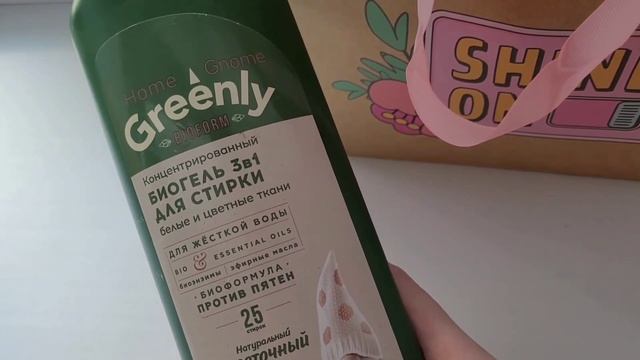 Home Gnome
Greenly
BIOFORM
Концентрированный
БИОГЕЛЬ 3в1
ДЛЯ СТИРКИ
белые и цветные ткани
ДЛЯ ЖЁСТКОЙ ВОДЫ
BIO & ESSENTIAL OILS
биоэнзимы эфирные масла
• БИОФОРМУЛА •
ПРОТИВ ПЯТЕН
25
стирок
Натуральный
SHINE
ON